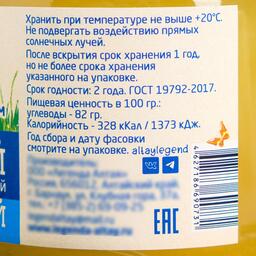 Хранить при температуре не выше +20°С.
Не подвергать воздействию прямых
солнечных лучей.
После вскрытия срок хранения 1 год,
но не более срока хранения
указанного на упаковке.
Срок годности: 2 года. ГОСТ 19792-2017.
Пищевая ценность в 100 гр.:
углеводы - 82 гр.
Калорийность - 328 кКал / 1373 кДж.
Год сбора и дату фасовки
смотрите на упаковке. altaylegend
4627186690731
ЕАС